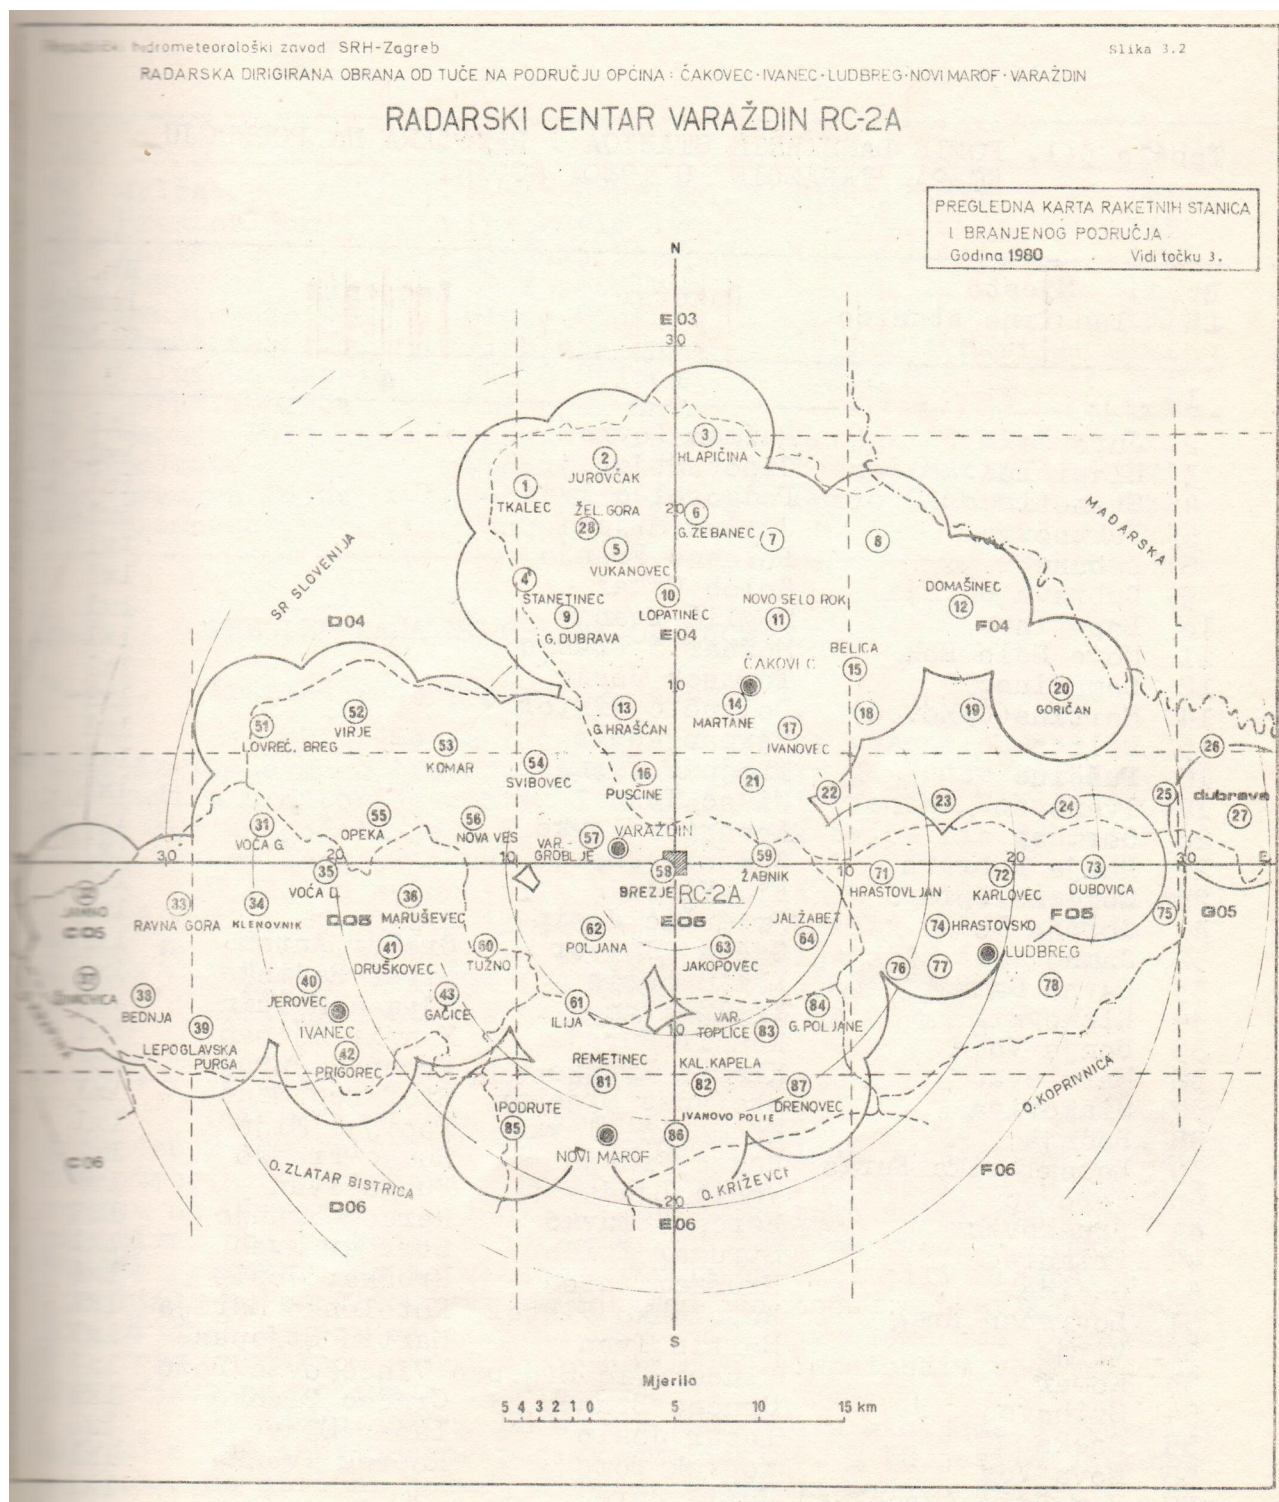 hidrometeorološki zavod SRH-Zagreb
Slika 3.2
RADARSKA DIRIGIRANA OBRANA OD TUČE NA PODRUČJU OPĆINA: ČAKOVEC·IVANEC·LUDBREG·NOVI MAROF·VARAŽDIN
RADARSKI CENTAR VARAŽDIN RC-2A
PREGLEDNA KARTA RAKETNIH STANICA
I BRANJENOG PODRUČJA
Godina 1980 Vidi točku 3.
N
E 03
30
3
HLAPIČINA
2
JUROVČAK
1
TKALEC
ŽEL. GORA
28
20
6
G. ZEBANEC
7
8
MAĐARSKA
5
VUKANOVEC
SR SLOVENIJA
4
STANETINEC
10
LOPATINEC
NOVO SELO ROK
11
DOMAŠINEC
12
F04
9
G. DUBRAVA
D04
E 04
BELICA
15
ČAKOVEC
10
20
GORIČAN
13
G. HRAŠĆAN
14
MARTANE
18
19
17
IVANOVEC
51
LOVREĆ. BREG
52
VIRJE
53
KOMAR
54
SVIBOVEC
16
PUŠĆINE
21
22
23
24
25
26
dubrava
27
31
VOĆA G.
55
OPEKA
56
NOVA VES
57
VARAŽDIN
VAR.
GROBLJE
59
ŽABNIK
30
20
10
10
20
30
E
35
VOĆA D.
58
BREZJE
RC-2A
71
HRASTOVLJAN
72
KARLOVEC
73
DUBOVICA
33
RAVNA GORA
34
KLENOVNIK
36
MARUŠEVEC
D05
C05
E 05
F05
G05
62
POLJANA
JALŽABET
64
74
HRASTOVSKO
75
41
DRUŠKOVEC
60
TUŽNO
63
JAKOPOVEC
76
77
LUDBREG
78
37
38
BEDNJA
40
JEROVEC
IVANEC
43
GAČICE
61
ILIJA
10
VAR.
TOPLICE
83
84
G. POLJANE
39
LEPOGLAVSKA
PURGA
42
PRIGOREC
REMETINEC
81
KAL. KAPELA
82
87
DRENOVEC
O. KOPRIVNICA
PODRUTE
85
NOVI MAROF
IVANOVO POLJE
86
C06
O. ZLATAR BISTRICA
D06
20
O. KRIŽEVCI
E 06
F06
S
Mjerilo
5 4 3 2 1 0 5 10 15 km